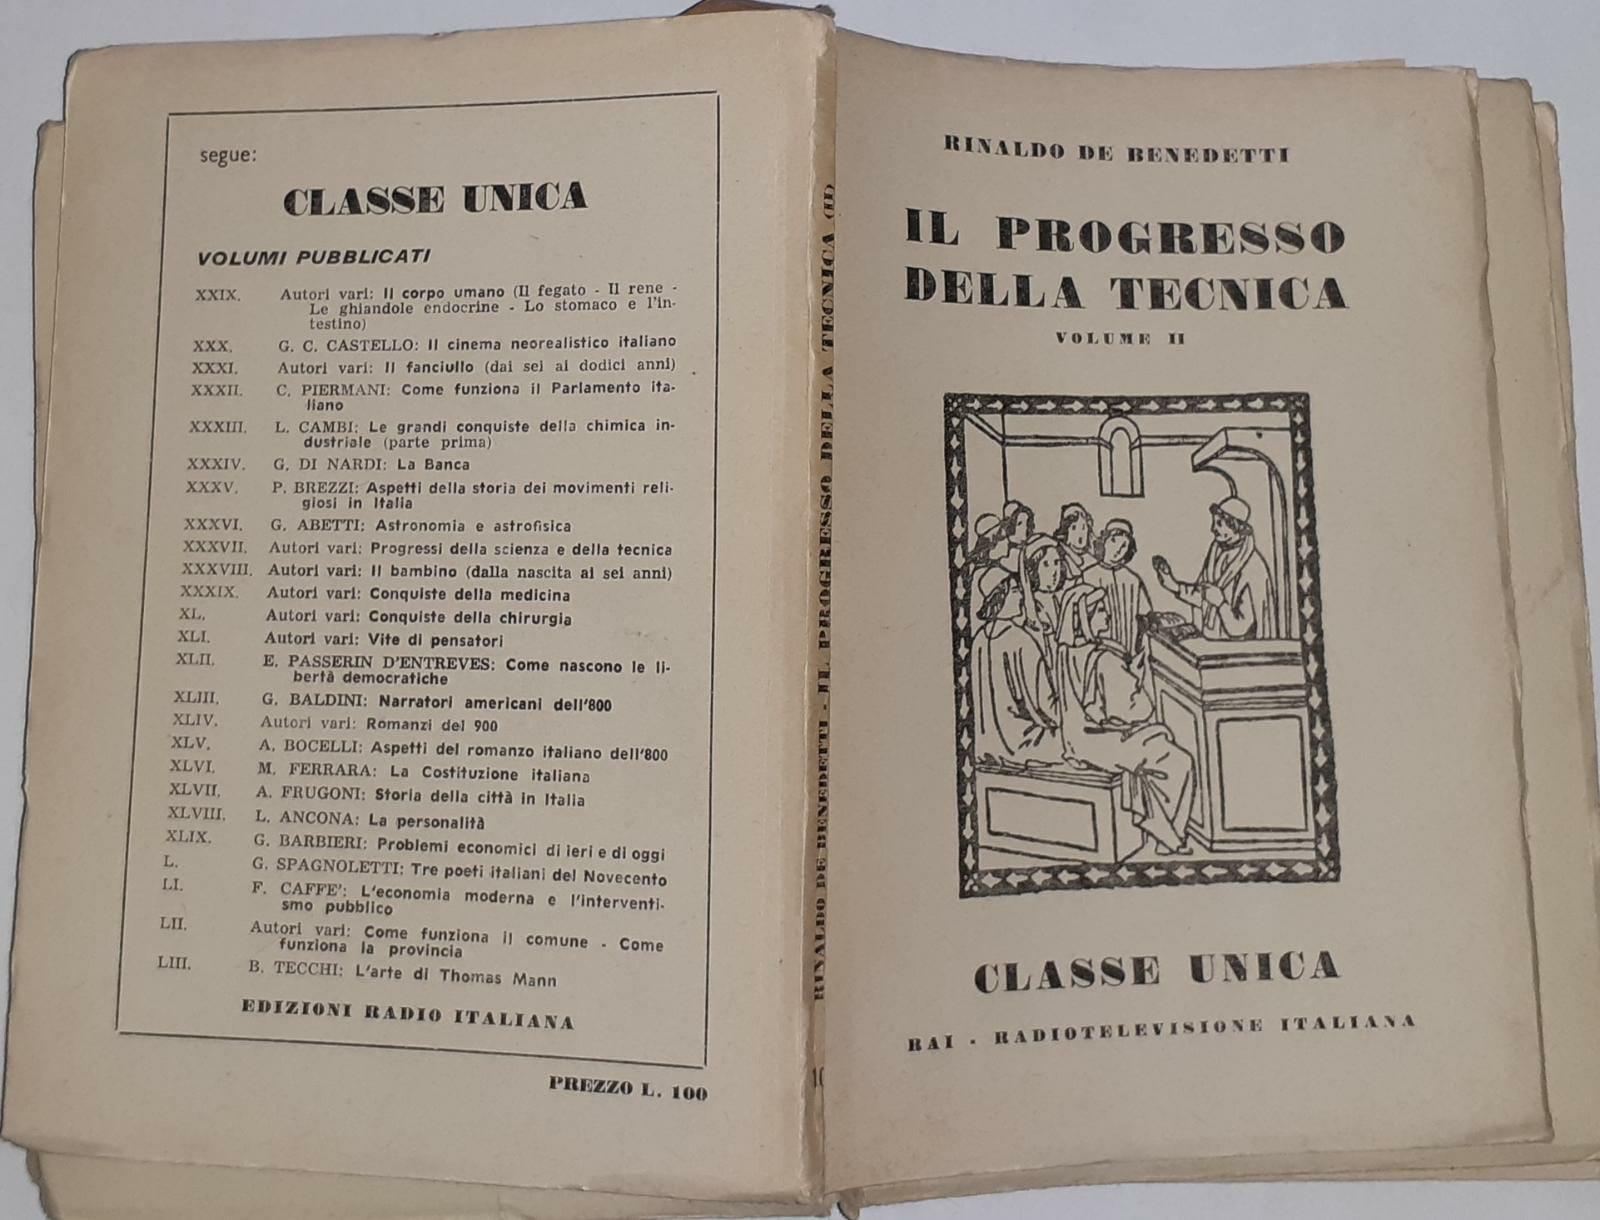 segue:
CLASSE UNICA
VOLUMI PUBBLICATI
XXIX. Autori vari: Il corpo umano (Il fegato - Il rene -
Le ghiandole endocrine - Lo stomaco e l'in-
testino)
XXX. G. C. CASTELLO: Il cinema neorealistico italiano
XXXI. Autori vari: Il fanciullo (dai sei ai dodici anni)
XXXII. C. PIERMANI: Come funziona il Parlamento ita-
liano
XXXIII. L. CAMBI: Le grandi conquiste della chimica in-
dustriale (parte prima)
XXXIV. G. DI NARDI: La Banca
XXXV. P. BREZZI: Aspetti della storia dei movimenti reli-
giosi in Italia
XXXVI. G. ABETTI: Astronomia e astrofisica
XXXVII. Autori vari: Progressi della scienza e della tecnica
XXXVIII. Autori vari: Il bambino (dalla nascita ai sei anni)
XXXIX. Autori vari: Conquiste della medicina
XL. Autori vari: Conquiste della chirurgia
XLI. Autori vari: Vite di pensatori
XLII. E. PASSERIN D'ENTREVES: Come nascono le li-
bertà democratiche
XLIII. G. BALDINI: Narratori americani dell'800
XLIV. Autori vari: Romanzi del 900
XLV. A. BOCELLI: Aspetti del romanzo italiano dell'800
XLVI. M. FERRARA: La Costituzione italiana
XLVII. A. FRUGONI: Storia della città in Italia
XLVIII. L. ANCONA: La personalità
XLIX. G. BARBIERI: Problemi economici di ieri e di oggi
L. G. SPAGNOLETTI: Tre poeti italiani del Novecento
LI. F. CAFFE': L'economia moderna e l'interventi-
smo pubblico
LII. Autori vari: Come funziona il comune - Come
funziona la provincia
LIII. B. TECCHI: L'arte di Thomas Mann
EDIZIONI RADIO ITALIANA
PREZZO L. 100
RINALDO DE BENEDETTI - IL PROGRESSO DELLA TECNICA (II)
RINALDO DE BENEDETTI
IL PROGRESSO
DELLA TECNICA
VOLUME II
CLASSE UNICA
RAI - RADIOTELEVISIONE ITALIANA